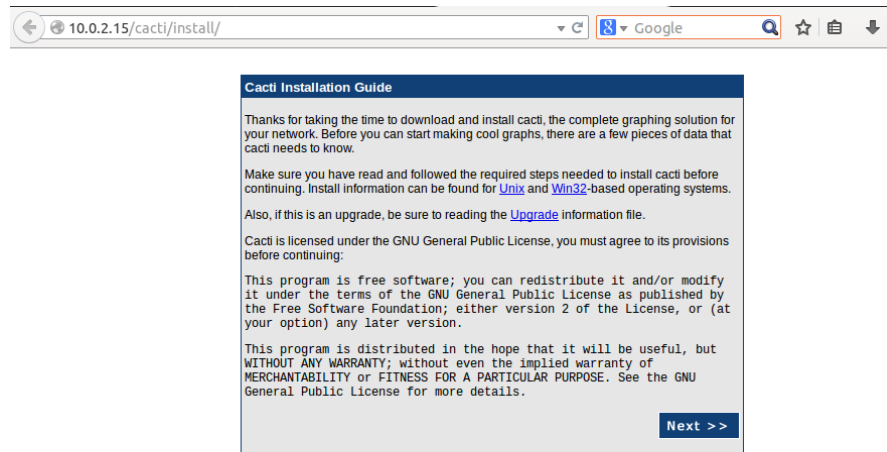 10.0.2.15/cacti/install/
Google
Cacti Installation Guide
Thanks for taking the time to download and install cacti, the complete graphing solution for
your network. Before you can start making cool graphs, there are a few pieces of data that
cacti needs to know.
Make sure you have read and followed the required steps needed to install cacti before
continuing. Install information can be found for Unix and Win32-based operating systems.
Also, if this is an upgrade, be sure to reading the Upgrade information file.
Cacti is licensed under the GNU General Public License, you must agree to its provisions
before continuing:
This program is free software; you can redistribute it and/or modify
it under the terms of the GNU General Public License as published by
the Free Software Foundation; either version 2 of the License, or (at
your option) any later version.
This program is distributed in the hope that it will be useful, but
WITHOUT ANY WARRANTY; without even the implied warranty of
MERCHANTABILITY or FITNESS FOR A PARTICULAR PURPOSE. See the GNU
General Public License for more details.
Next >>